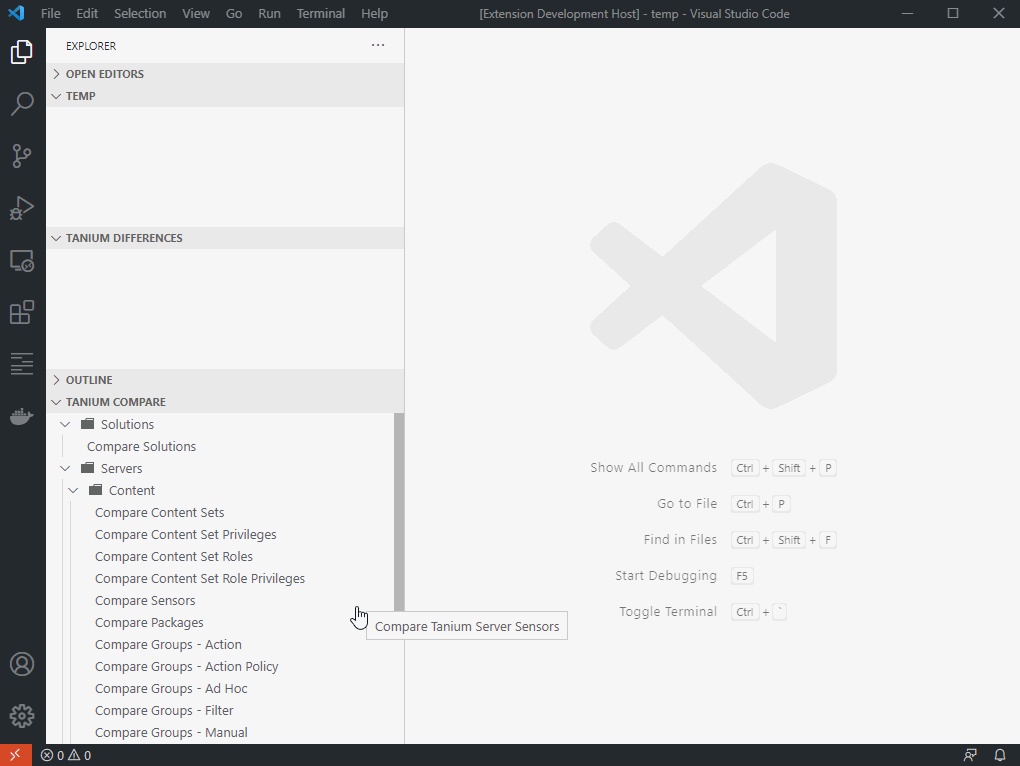 File Edit Selection View Go Run Terminal Help [Extension Development Host] - temp - Visual Studio Code
EXPLORER
OPEN EDITORS
TEMP
TANIUM DIFFERENCES
OUTLINE
TANIUM COMPARE
Solutions
Compare Solutions
Servers
Content
Compare Content Sets
Compare Content Set Privileges
Compare Content Set Roles
Compare Content Set Role Privileges
Compare Sensors
Compare Packages
Compare Tanium Server Sensors
Compare Groups - Action
Compare Groups - Action Policy
Compare Groups - Ad Hoc
Compare Groups - Filter
Compare Groups - Manual
Show All Commands Ctrl + Shift + P
Go to File Ctrl + P
Find in Files Ctrl + Shift + F
Start Debugging F5
Toggle Terminal Ctrl + `
0 0